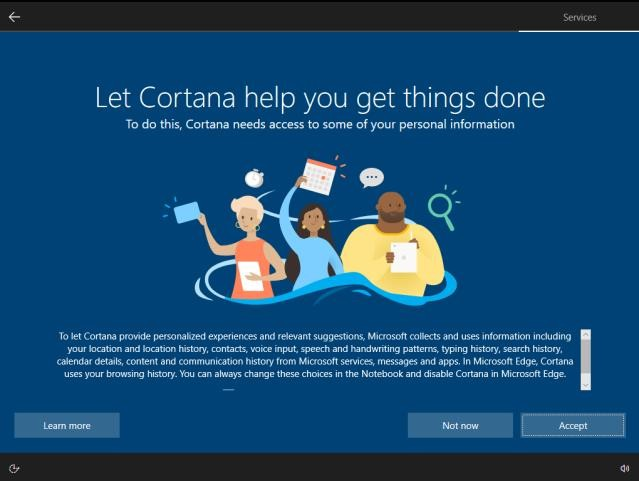 Services
Let Cortana help you get things done
To do this, Cortana needs access to some of your personal information
To let Cortana provide personalized experiences and relevant suggestions, Microsoft collects and uses information including
your location and location history, contacts, voice input, speech and handwriting patterns, typing history, search history,
calendar details, content and communication history from Microsoft services, messages and apps. In Microsoft Edge, Cortana
uses your browsing history. You can always change these choices in the Notebook and disable Cortana in Microsoft Edge.
Learn more
Not now
Accept